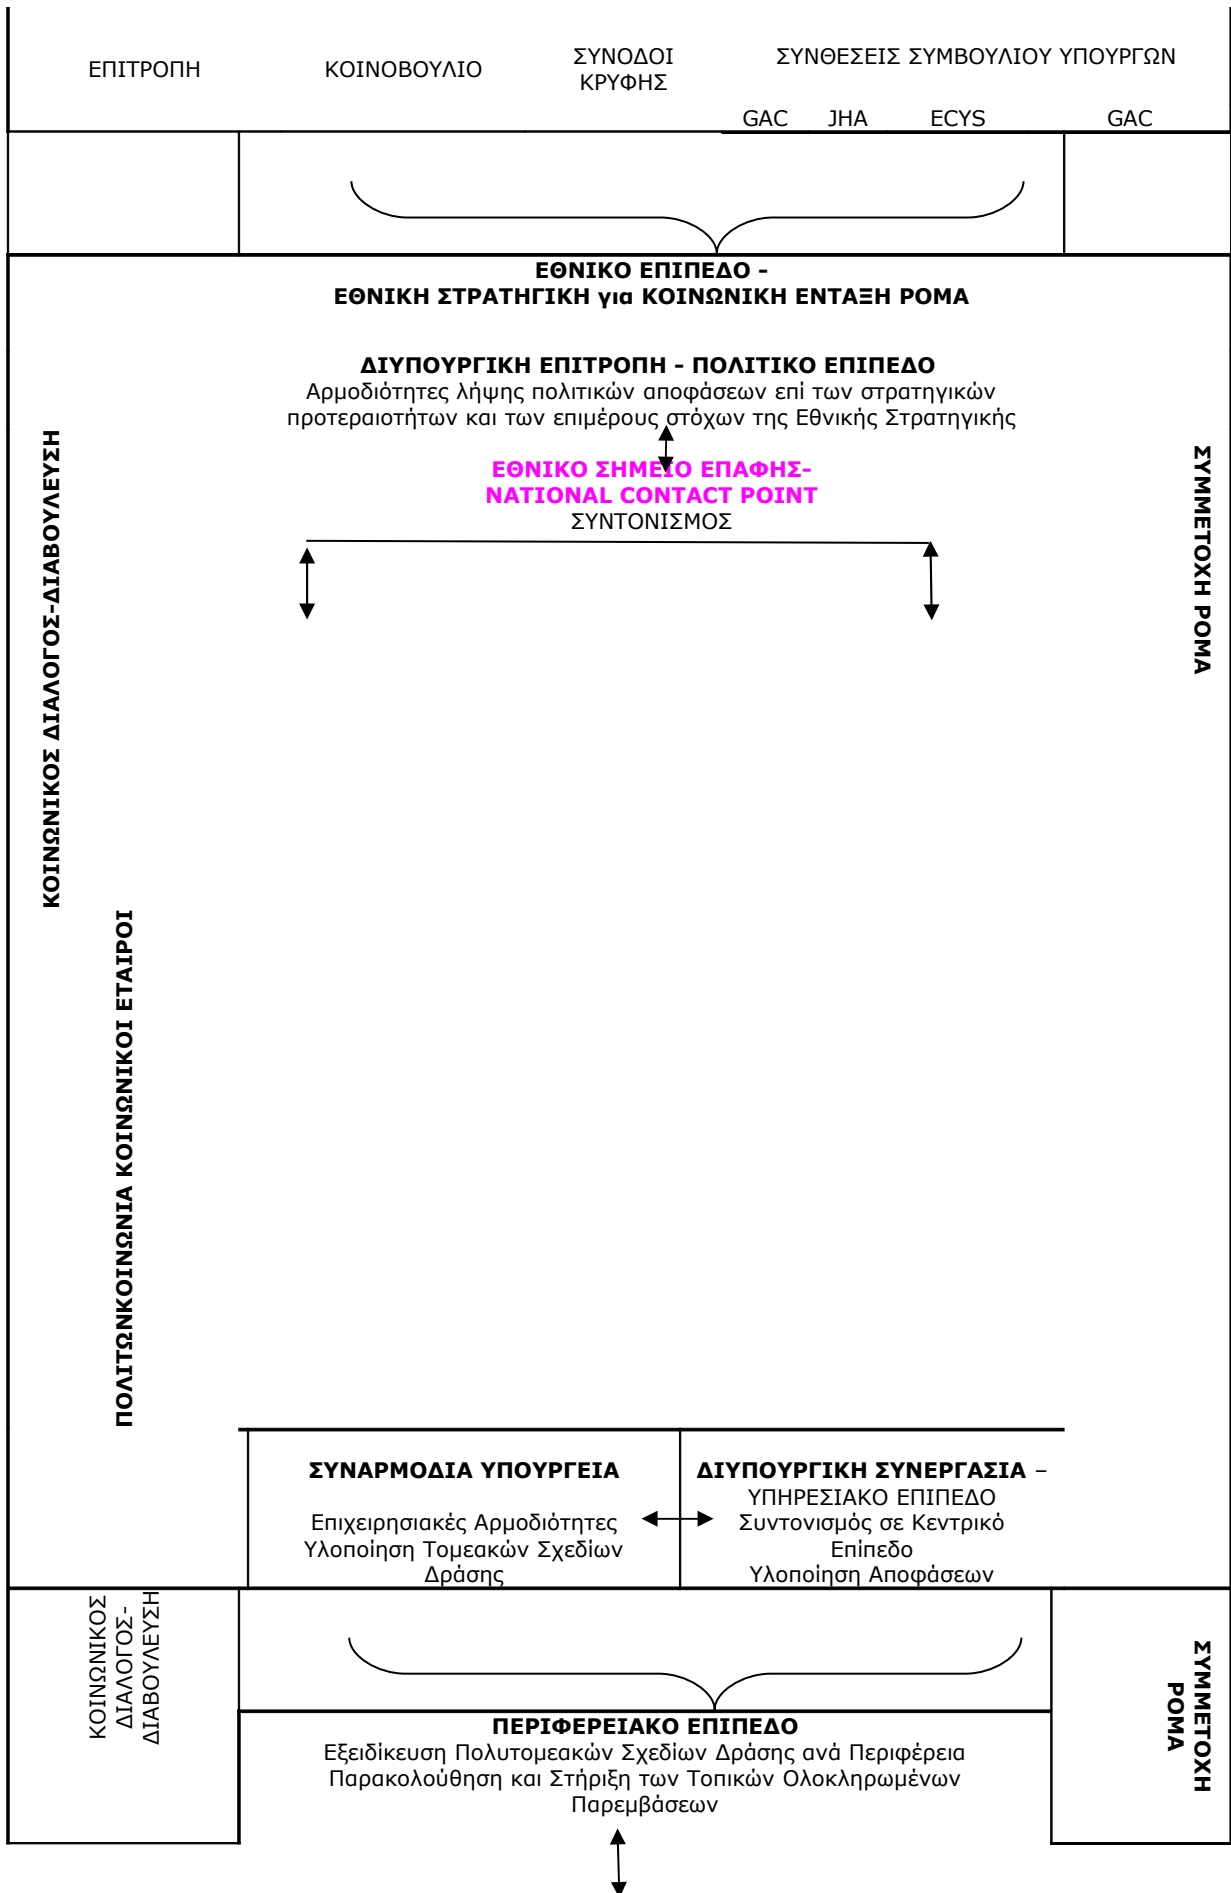 ΕΠΙΤΡΟΠΗ
ΚΟΙΝΟΒΟΥΛΙΟ
ΣΥΝΟΔΟΙ
ΚΡΥΦΗΣ
ΣΥΝΘΕΣΕΙΣ ΣΥΜΒΟΥΛΙΟΥ ΥΠΟΥΡΓΩΝ
GAC JHA ECYS GAC
ΕΘΝΙΚΟ ΕΠΙΠΕΔΟ -
ΕΘΝΙΚΗ ΣΤΡΑΤΗΓΙΚΗ για ΚΟΙΝΩΝΙΚΗ ΕΝΤΑΞΗ ΡΟΜΑ
ΔΙΥΠΟΥΡΓΙΚΗ ΕΠΙΤΡΟΠΗ - ΠΟΛΙΤΙΚΟ ΕΠΙΠΕΔΟ
Αρμοδιότητες λήψης πολιτικών αποφάσεων επί των στρατηγικών
προτεραιοτήτων και των επιμέρους στόχων της Εθνικής Στρατηγικής
ΕΘΝΙΚΟ ΣΗΜΕΙΟ ΕΠΑΦΗΣ-
NATIONAL CONTACT POINT
ΣΥΝΤΟΝΙΣΜΟΣ
ΚΟΙΝΩΝΙΚΟΣ ΔΙΑΛΟΓΟΣ-ΔΙΑΒΟΥΛΕΥΣΗ
ΠΟΛΙΤΩΝΚΟΙΝΩΝΙΑ ΚΟΙΝΩΝΙΚΟΙ ΕΤΑΙΡΟΙ
ΣΥΜΜΕΤΟΧΗ ΡΟΜΑ
ΣΥΝΑΡΜΟΔΙΑ ΥΠΟΥΡΓΕΙΑ
Επιχειρησιακές Αρμοδιότητες
Υλοποίηση Τομεακών Σχεδίων
Δράσης
ΔΙΥΠΟΥΡΓΙΚΗ ΣΥΝΕΡΓΑΣΙΑ –
ΥΠΗΡΕΣΙΑΚΟ ΕΠΙΠΕΔΟ
Συντονισμός σε Κεντρικό
Επίπεδο
Υλοποίηση Αποφάσεων
ΚΟΙΝΩΝΙΚΟΣ
ΔΙΑΛΟΓΟΣ-
ΔΙΑΒΟΥΛΕΥΣΗ
ΣΥΜΜΕΤΟΧΗ
ΡΟΜΑ
ΠΕΡΙΦΕΡΕΙΑΚΟ ΕΠΙΠΕΔΟ
Εξειδίκευση Πολυτομεακών Σχεδίων Δράσης ανά Περιφέρεια
Παρακολούθηση και Στήριξη των Τοπικών Ολοκληρωμένων
Παρεμβάσεων